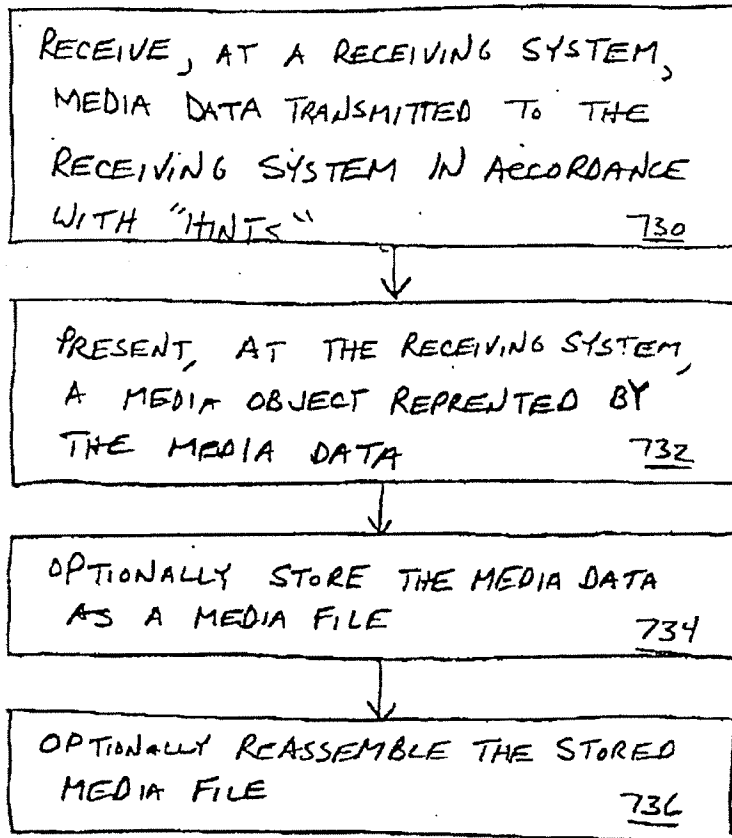 RECEIVE, AT A RECEIVING SYSTEM,
MEDIA DATA TRANSMITTED TO THE
RECEIVING SYSTEM IN ACCORDANCE
WITH "HINTS" 730
PRESENT, AT THE RECEIVING SYSTEM,
A MEDIA OBJECT REPRENTED BY
THE MEDIA DATA 732
OPTIONALLY STORE THE MEDIA DATA
AS A MEDIA FILE 734
OPTIONALLY REASSEMBLE THE STORED
MEDIA FILE 736